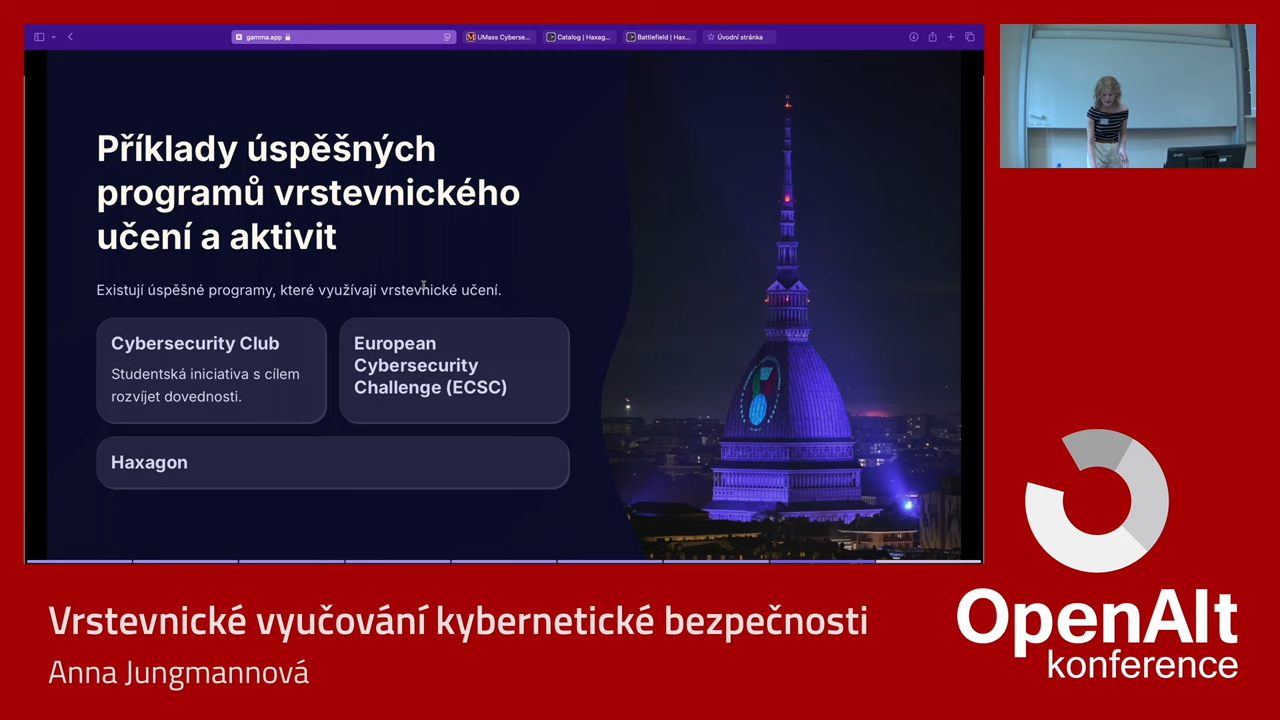 gamma.app
UMass Cyberse...
Catalog | Haxag...
Battlefield | Hax...
Úvodní stránka
Příklady úspěšných
programů vrstevnického
učení a aktivit
Existují úspěšné programy, které využívají vrstevnické učení.
Cybersecurity Club
Studentská iniciativa s cílem
rozvíjet dovednosti.
European
Cybersecurity
Challenge (ECSC)
Haxagon
Vrstevnické vyučování kybernetické bezpečnosti
Anna Jungmannová
OpenAlt
konference